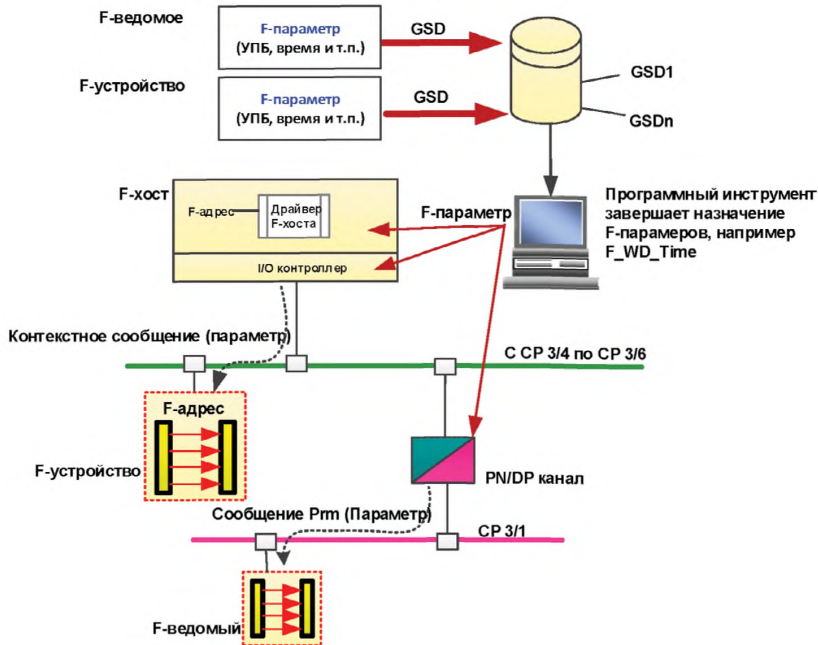 F-ведомое
F-параметр
(УПБ, время и т.п.)
GSD
F-устройство
F-параметр
(УПБ, время и т.п.)
GSD
GSD1
GSDn
F-хост
F-адрес
Драйвер
F-хоста
I/O контроллер
F-параметр
Программный инструмент
завершает назначение
F-парамеров, например
F_WD_Time
Контекстное сообщение (параметр)
С CP 3/4 по CP 3/6
F-адрес
F-устройство
PN/DP канал
Сообщение Prm (Параметр)
CP 3/1
F-ведомый